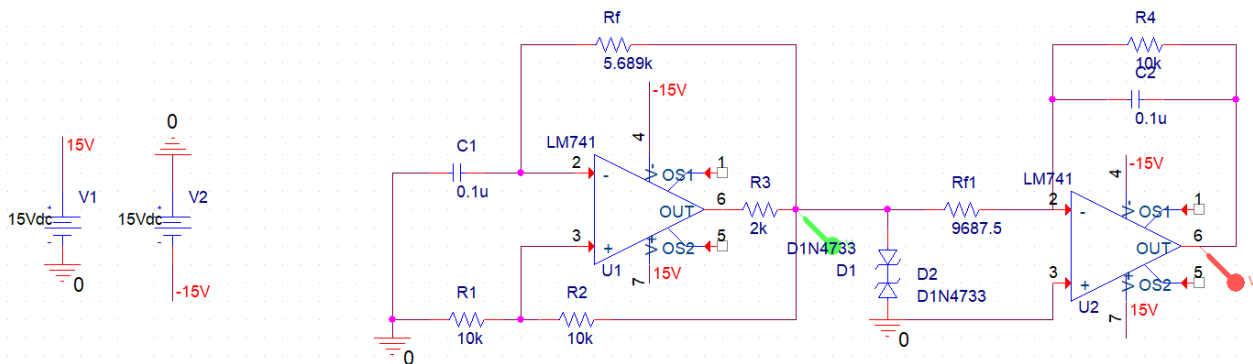 Rf
5.689k
R4
10k
C2
0.1u
-15V
0
15V
4
C1
LM741
-15V
LM741
V1
V2
0.1u
2
-
V-
OS1
1
R3
Rf1
4
2
-
V-
OS1
1
15Vdc
15Vdc
OUT
6
2k
9687.5
OUT
6
3
+
V+
OS2
5
D1N4733
D1
D2
D1N4733
3
+
V+
OS2
5
V
0
-15V
R1
R2
U1
7
15V
U2
7
15V
10k
10k
0
0